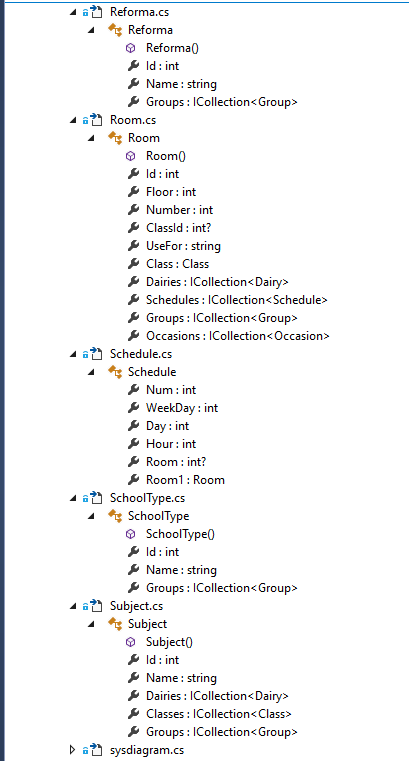 Reforma.cs
Reforma
Reforma()
Id : int
Name : string
Groups : ICollection<Group>
Room.cs
Room
Room()
Id : int
Floor : int
Number : int
ClassId : int?
UseFor : string
Class : Class
Dairies : ICollection<Dairy>
Schedules : ICollection<Schedule>
Groups : ICollection<Group>
Occasions : ICollection<Occasion>
Schedule.cs
Schedule
Num : int
WeekDay : int
Day : int
Hour : int
Room : int?
Room1 : Room
SchoolType.cs
SchoolType
SchoolType()
Id : int
Name : string
Groups : ICollection<Group>
Subject.cs
Subject
Subject()
Id : int
Name : string
Dairies : ICollection<Dairy>
Classes : ICollection<Class>
Groups : ICollection<Group>
sysdiagram.cs